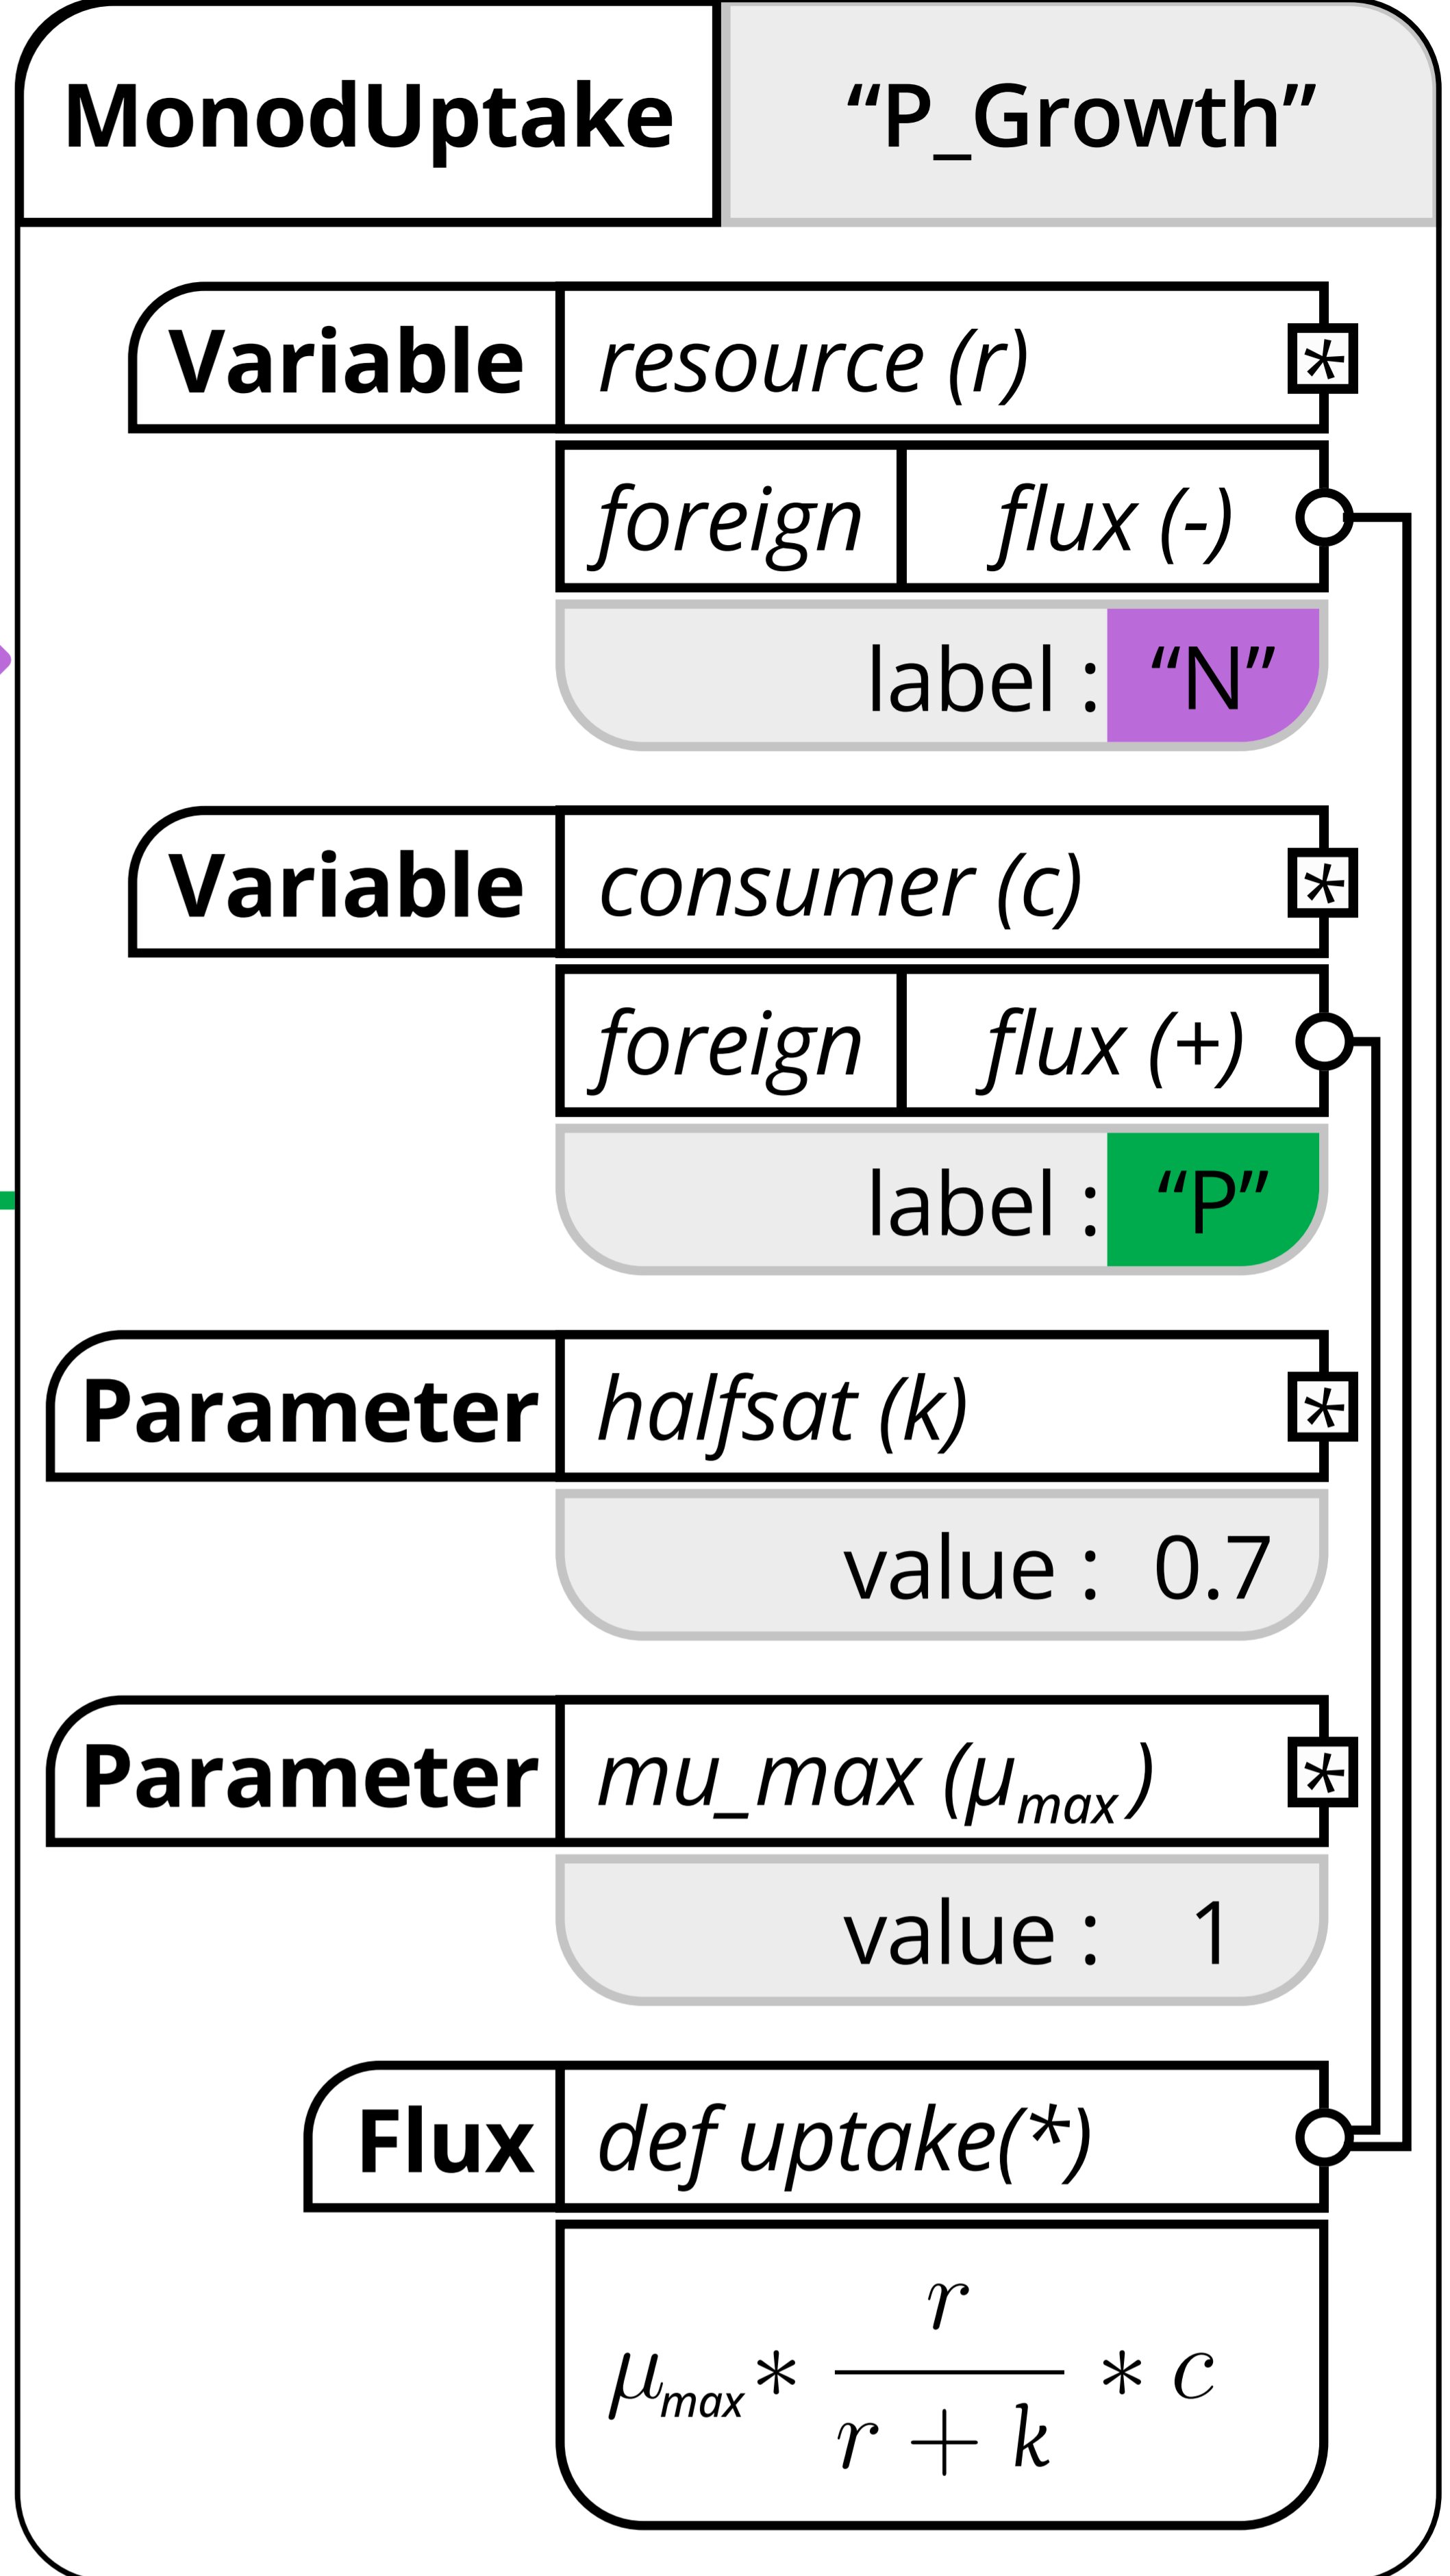 MonodUptake “P_Growth”
Variable resource (r) *
foreign flux (-)
label : “N”
Variable consumer (c) *
foreign flux (+)
label : “P”
Parameter halfsat (k) *
value : 0.7
Parameter mu_max (μmax) *
value : 1
Flux def uptake(*)
r
μmax * ― * c
r + k